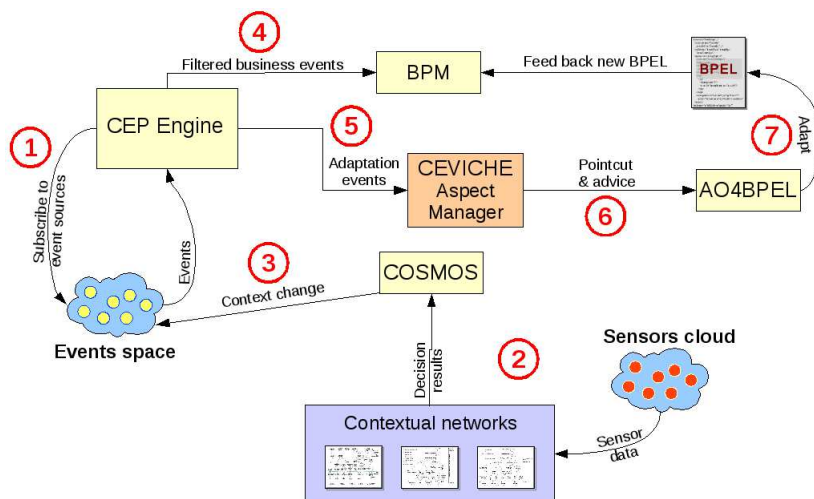 4
Filtered business events
BPM
Feed back new BPEL
BPEL
1
CEP Engine
5
7
Adapt
Subscribe to
event sources
Adaptation
events
CEVICHE
Aspect
Manager
Pointcut
& advice
AO4BPEL
6
Events
3
Context change
COSMOS
Events space
Decision
results
2
Sensors cloud
Contextual networks
Sensor
data